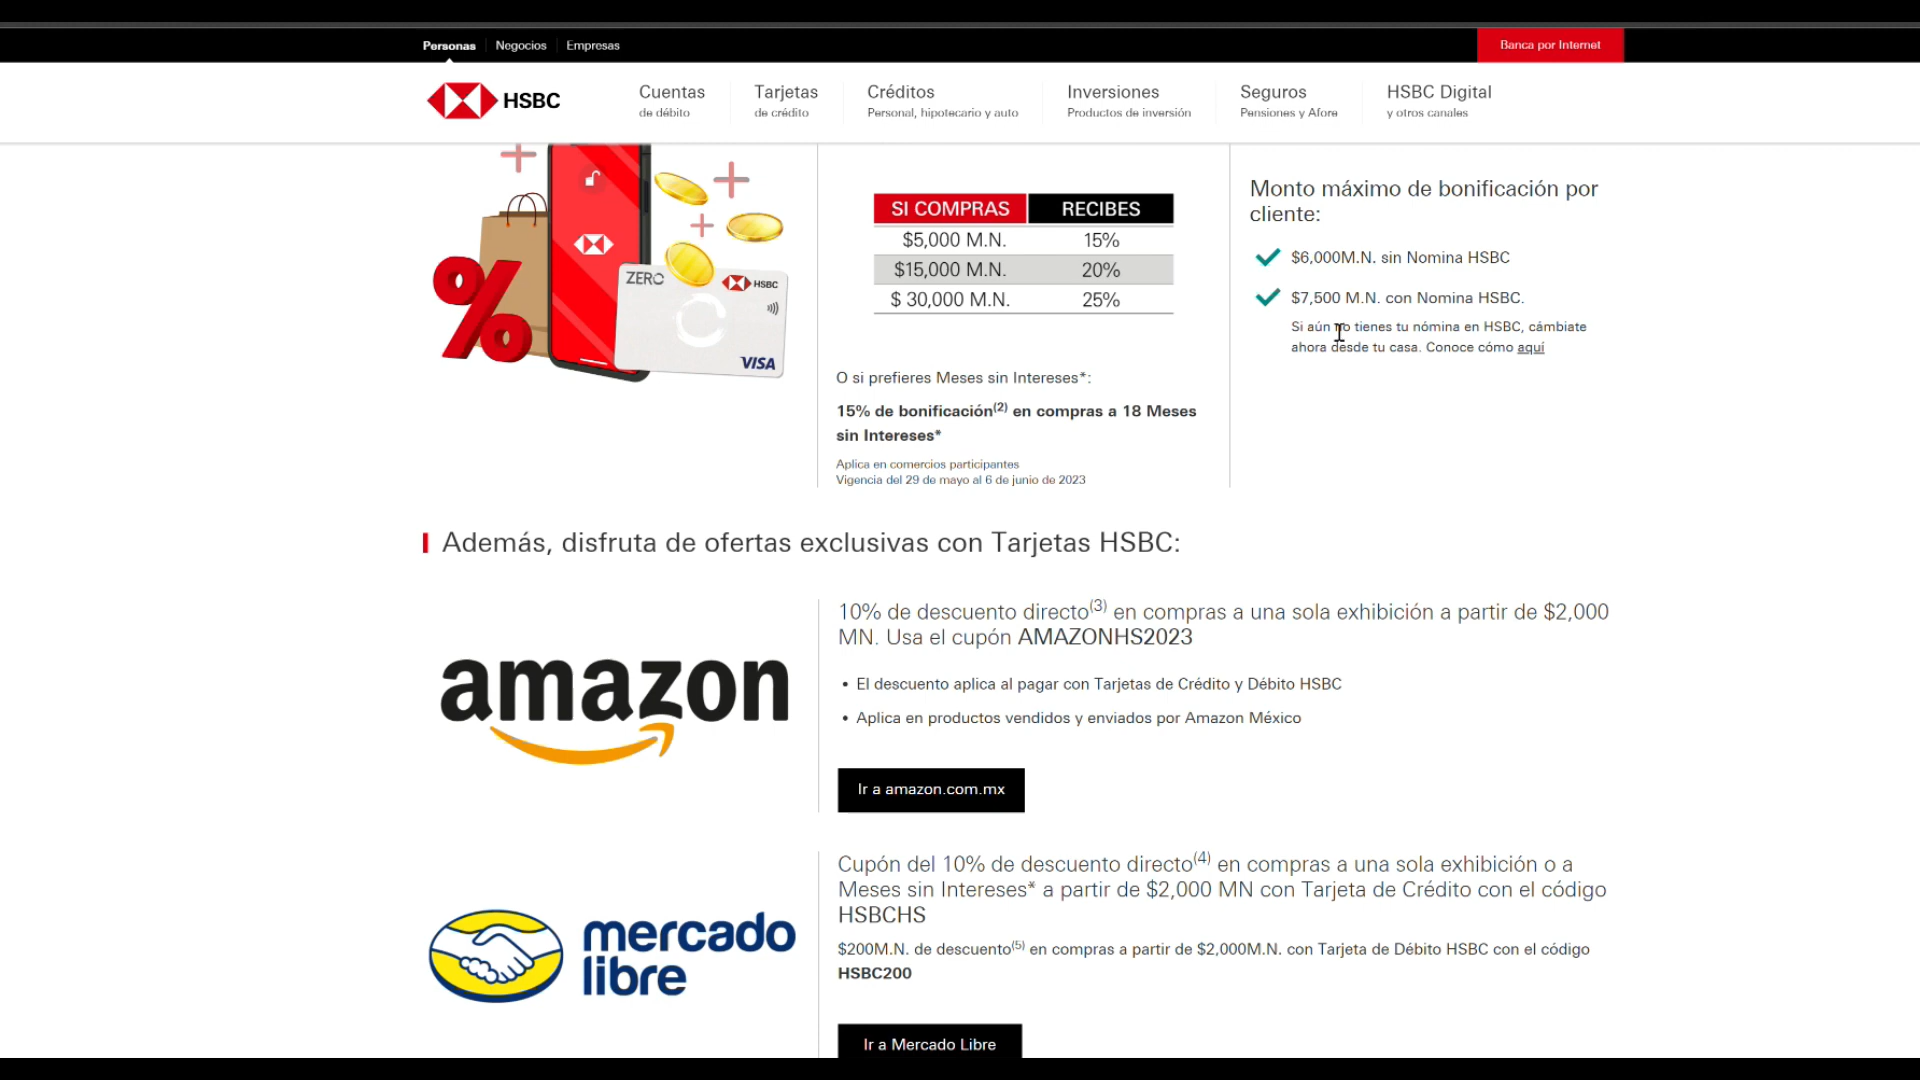 Personas Negocios Empresas
Banca por Internet
HSBC
Cuentas
de débito
Tarjetas
de crédito
Créditos
Personal, hipotecario y auto
Inversiones
Productos de inversión
Seguros
Pensiones y Afore
HSBC Digital
y otros canales
%
ZERO
HSBC
VISA
SI COMPRAS RECIBES
$5,000 M.N. 15%
$15,000 M.N. 20%
$ 30,000 M.N. 25%
O si prefieres Meses sin Intereses*:
15% de bonificación(2) en compras a 18 Meses
sin Intereses*
Aplica en comercios participantes
Vigencia del 29 de mayo al 6 de junio de 2023
Monto máximo de bonificación por
cliente:
$6,000M.N. sin Nomina HSBC
$7,500 M.N. con Nomina HSBC.
Si aún no tienes tu nómina en HSBC, cámbiate
ahora desde tu casa. Conoce cómo aquí
Además, disfruta de ofertas exclusivas con Tarjetas HSBC:
amazon
10% de descuento directo(3) en compras a una sola exhibición a partir de $2,000
MN. Usa el cupón AMAZONHS2023
• El descuento aplica al pagar con Tarjetas de Crédito y Débito HSBC
• Aplica en productos vendidos y enviados por Amazon México
Ir a amazon.com.mx
mercado
libre
Cupón del 10% de descuento directo(4) en compras a una sola exhibición o a
Meses sin Intereses* a partir de $2,000 MN con Tarjeta de Crédito con el código
HSBCHS
$200M.N. de descuento(5) en compras a partir de $2,000M.N. con Tarjeta de Débito HSBC con el código
HSBC200
Ir a Mercado Libre